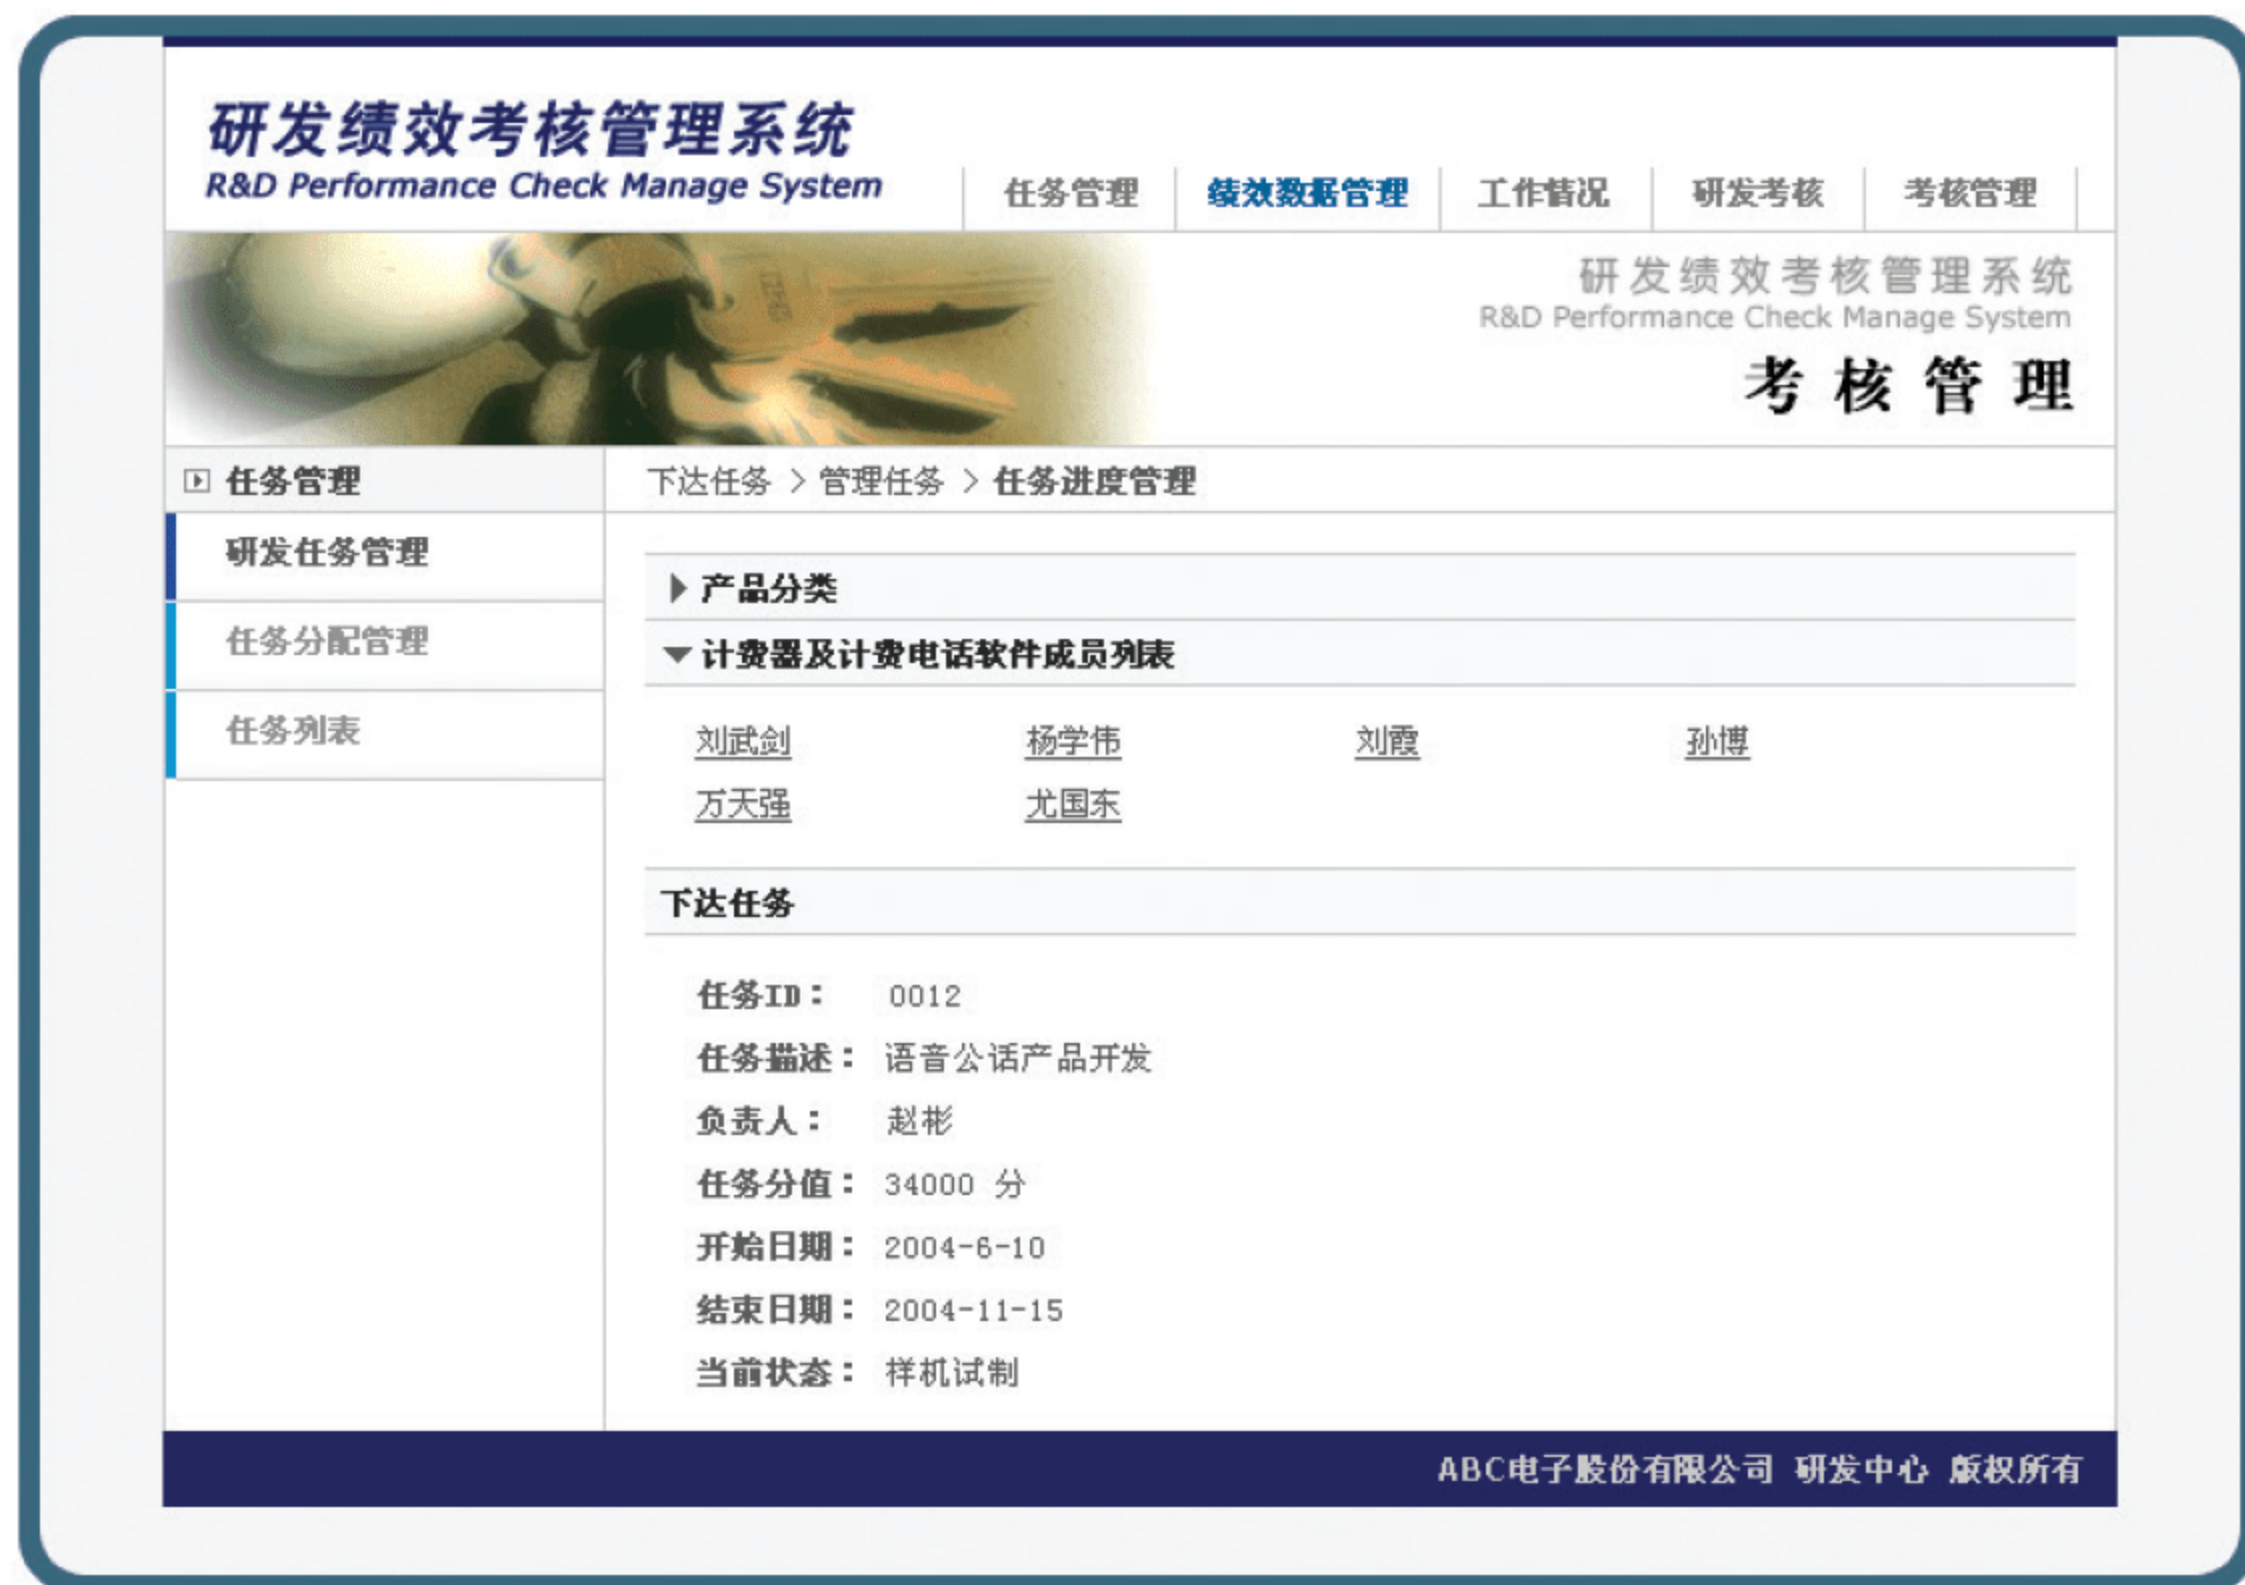 研发绩效考核管理系统
R&D Performance Check Manage System
任务管理 绩效数据管理 工作情况 研发考核 考核管理
研发绩效考核管理系统
R&D Performance Check Manage System
考核管理
任务管理
下达任务 > 管理任务 > 任务进度管理
研发任务管理
任务分配管理
任务列表
产品分类
计费器及计费电话软件成员列表
刘武剑 杨学伟 刘霞 孙博
万天强 尤国东
下达任务
任务ID： 0012
任务描述： 语音公话产品开发
负责人： 赵彬
任务分值： 34000 分
开始日期： 2004-6-10
结束日期： 2004-11-15
当前状态： 样机试制
ABC电子股份有限公司 研发中心 版权所有